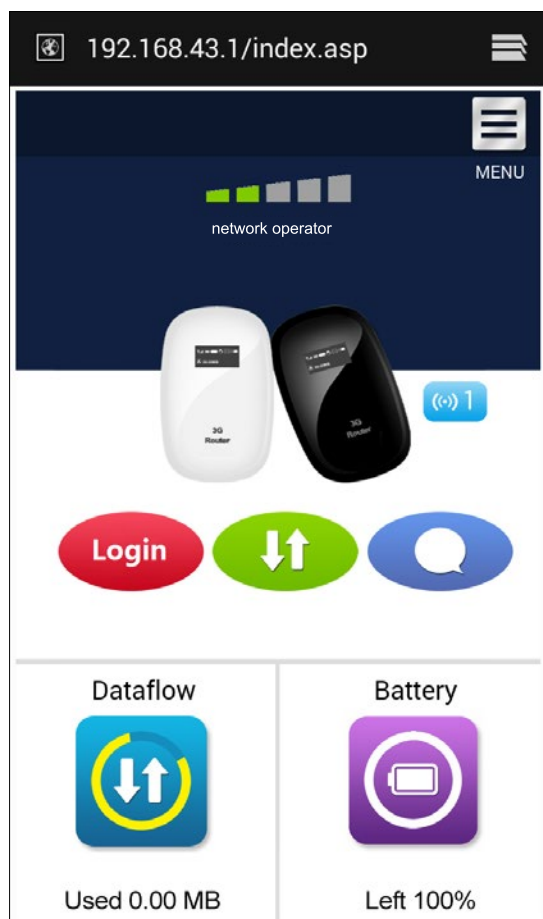 192.168.43.1/index.asp
MENU
network operator
3G
Router
3G
Router
1
Login
Dataflow
Battery
Used 0.00 MB
Left 100%